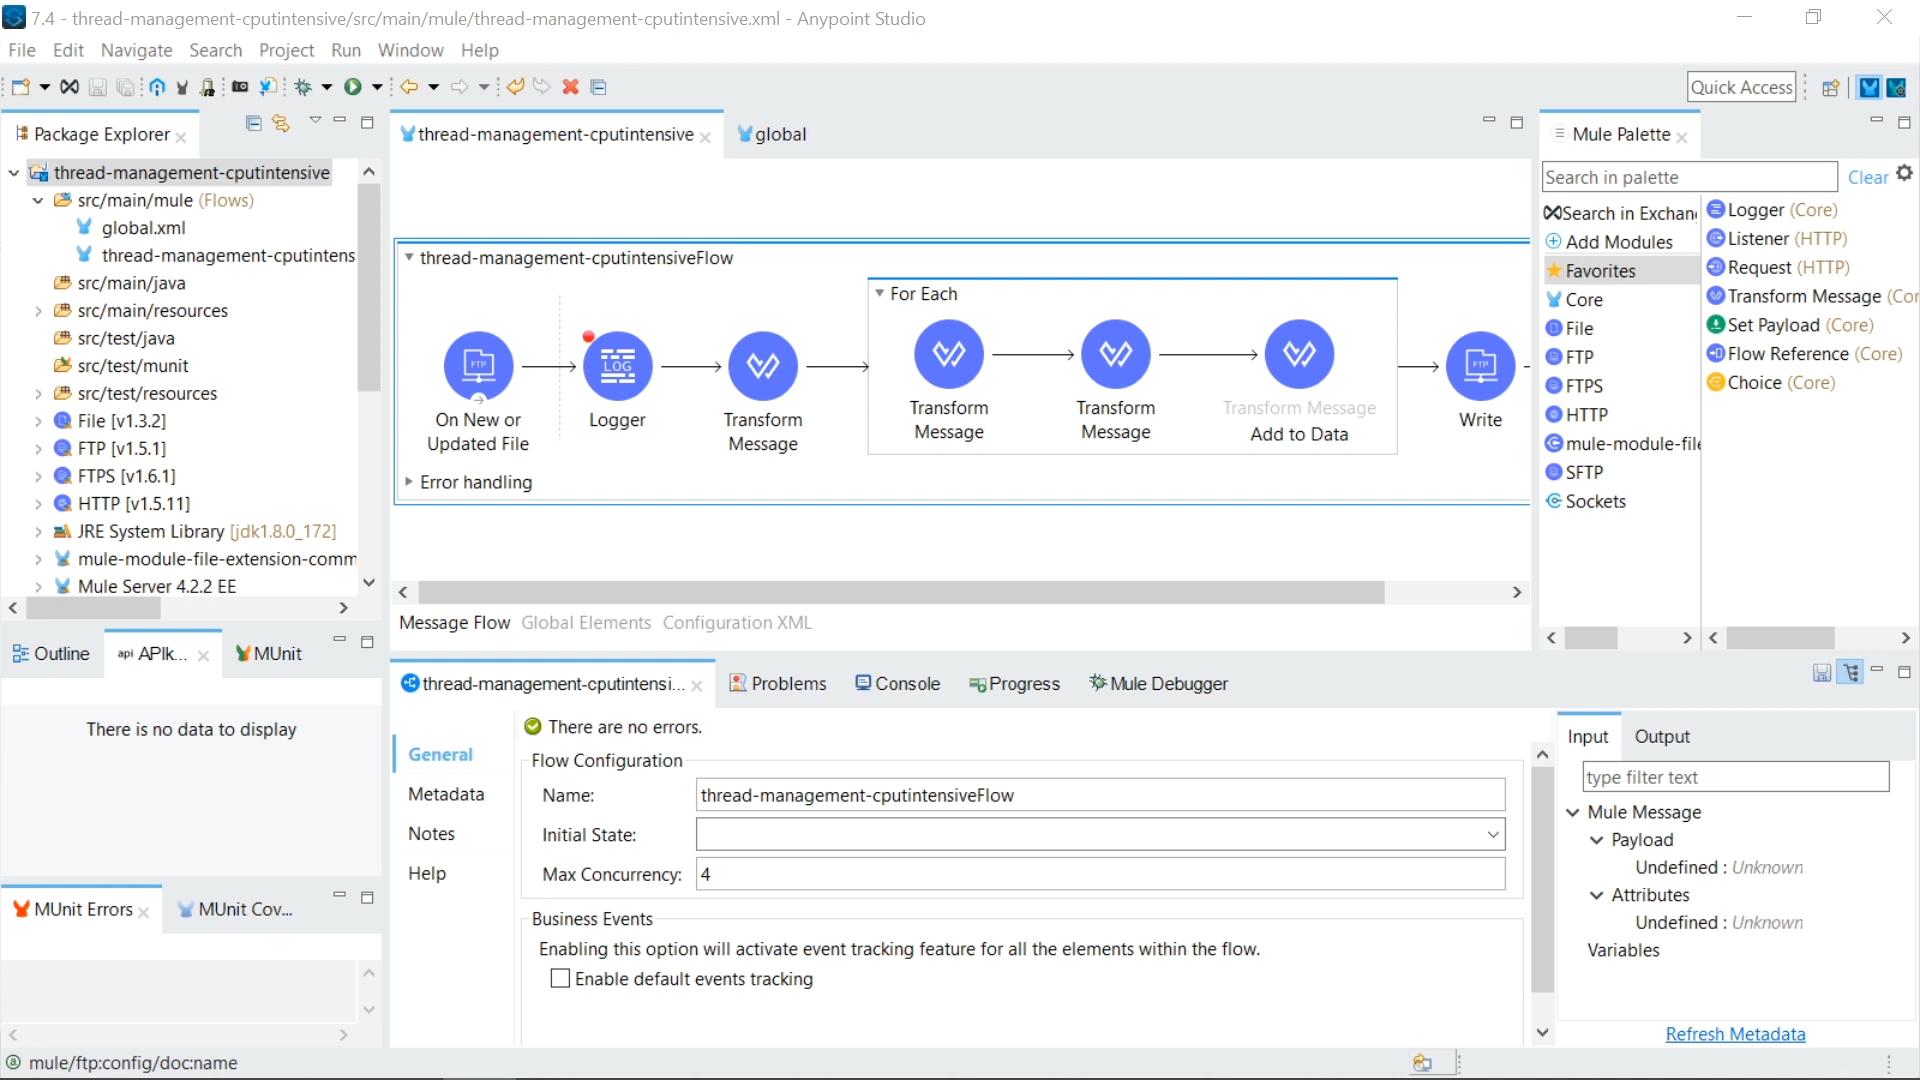 7.4 - thread-management-cputintensive/src/main/mule/thread-management-cputintensive.xml - Anypoint Studio
File Edit Navigate Search Project Run Window Help
Quick Access
Package Explorer
thread-management-cputintensive
src/main/mule (Flows)
global.xml
thread-management-cputintens
src/main/java
src/main/resources
src/test/java
src/test/munit
src/test/resources
File [v1.3.2]
FTP [v1.5.1]
FTPS [v1.6.1]
HTTP [v1.5.11]
JRE System Library [jdk1.8.0_172]
mule-module-file-extension-comm
Mule Server 4.2.2 EE
thread-management-cputintensive
global
thread-management-cputintensiveFlow
For Each
FTP
On New or
Updated File
LOG
Logger
Transform
Message
Transform
Message
Transform
Message
Transform Message
Add to Data
FTP
Write
Error handling
Message Flow Global Elements Configuration XML
Mule Palette
Search in palette
Clear
Search in Exchan
Add Modules
Favorites
Core
File
FTP
FTPS
HTTP
mule-module-file
SFTP
Sockets
Logger (Core)
Listener (HTTP)
Request (HTTP)
Transform Message (Cor
Set Payload (Core)
Flow Reference (Core)
Choice (Core)
Outline
api APIk...
MUnit
There is no data to display
MUnit Errors
MUnit Cov...
thread-management-cputintensi...
Problems
Console
Progress
Mule Debugger
There are no errors.
General
Metadata
Notes
Help
Flow Configuration
Name: thread-management-cputintensiveFlow
Initial State:
Max Concurrency: 4
Business Events
Enabling this option will activate event tracking feature for all the elements within the flow.
Enable default events tracking
Input Output
type filter text
Mule Message
Payload
Undefined : Unknown
Attributes
Undefined : Unknown
Variables
Refresh Metadata
mule/ftp:config/doc:name